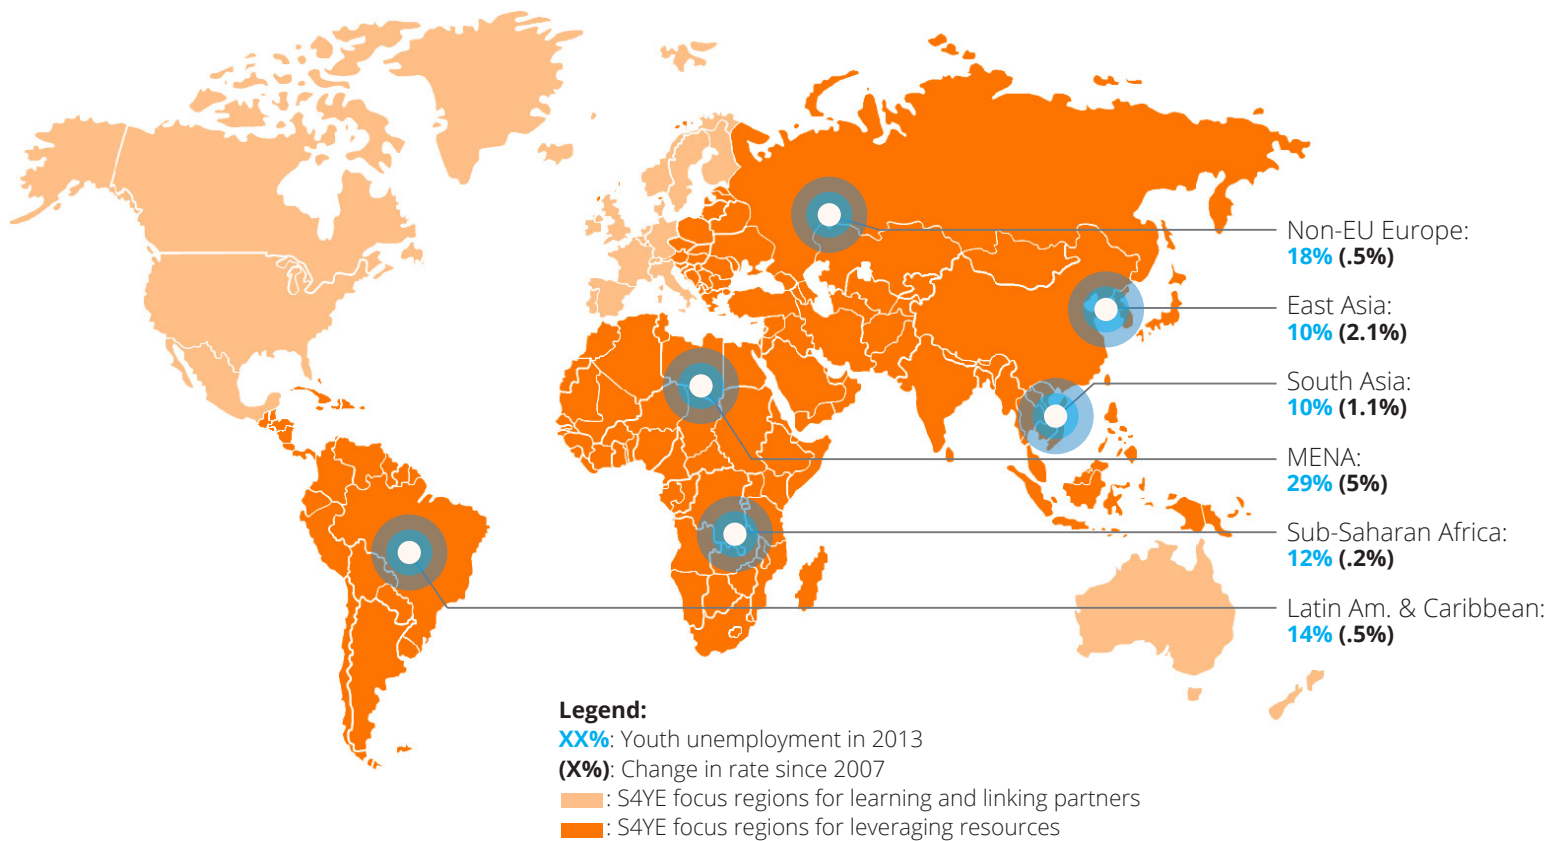 Non-EU Europe:
18% (.5%)
East Asia:
10% (2.1%)
South Asia:
10% (1.1%)
MENA:
29% (5%)
Sub-Saharan Africa:
12% (.2%)
Latin Am. & Caribbean:
14% (.5%)
Legend:
XX%: Youth unemployment in 2013
(X%): Change in rate since 2007
: S4YE focus regions for learning and linking partners
: S4YE focus regions for leveraging resources